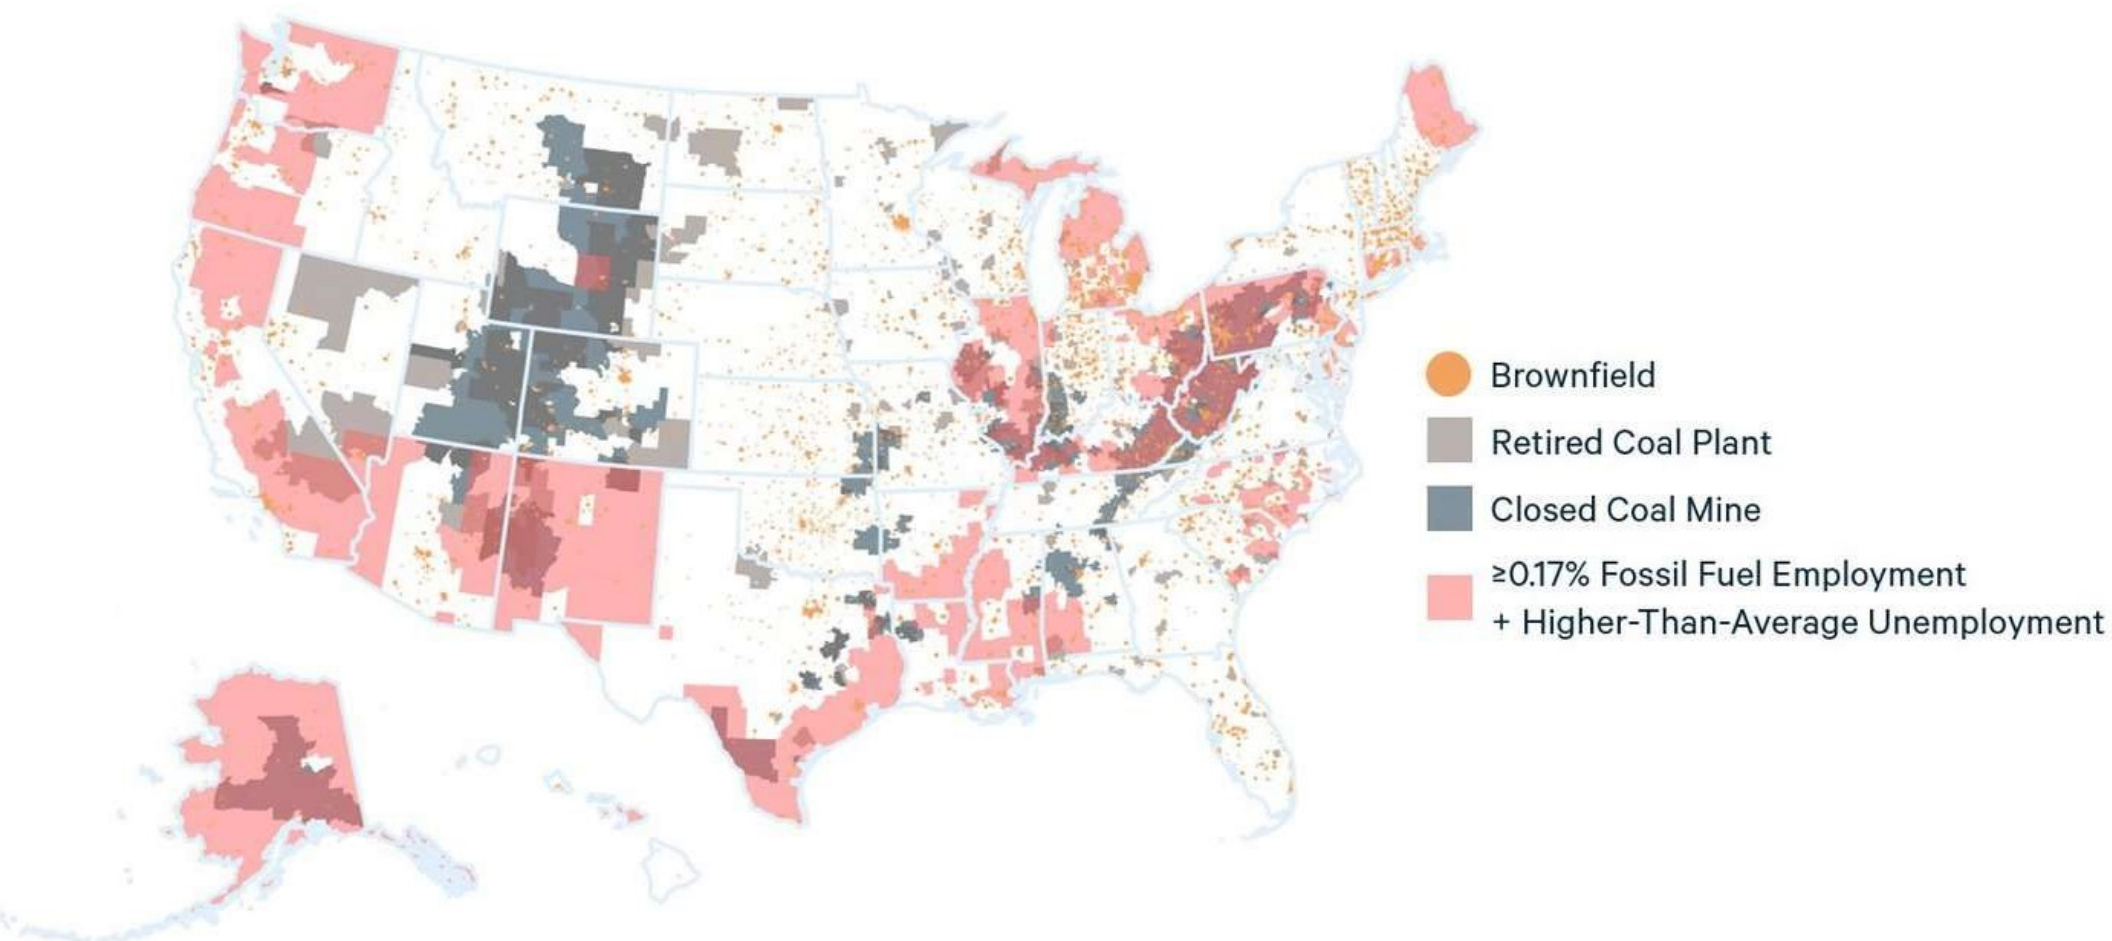 Brownfield
Retired Coal Plant
Closed Coal Mine
≥0.17% Fossil Fuel Employment
+ Higher-Than-Average Unemployment